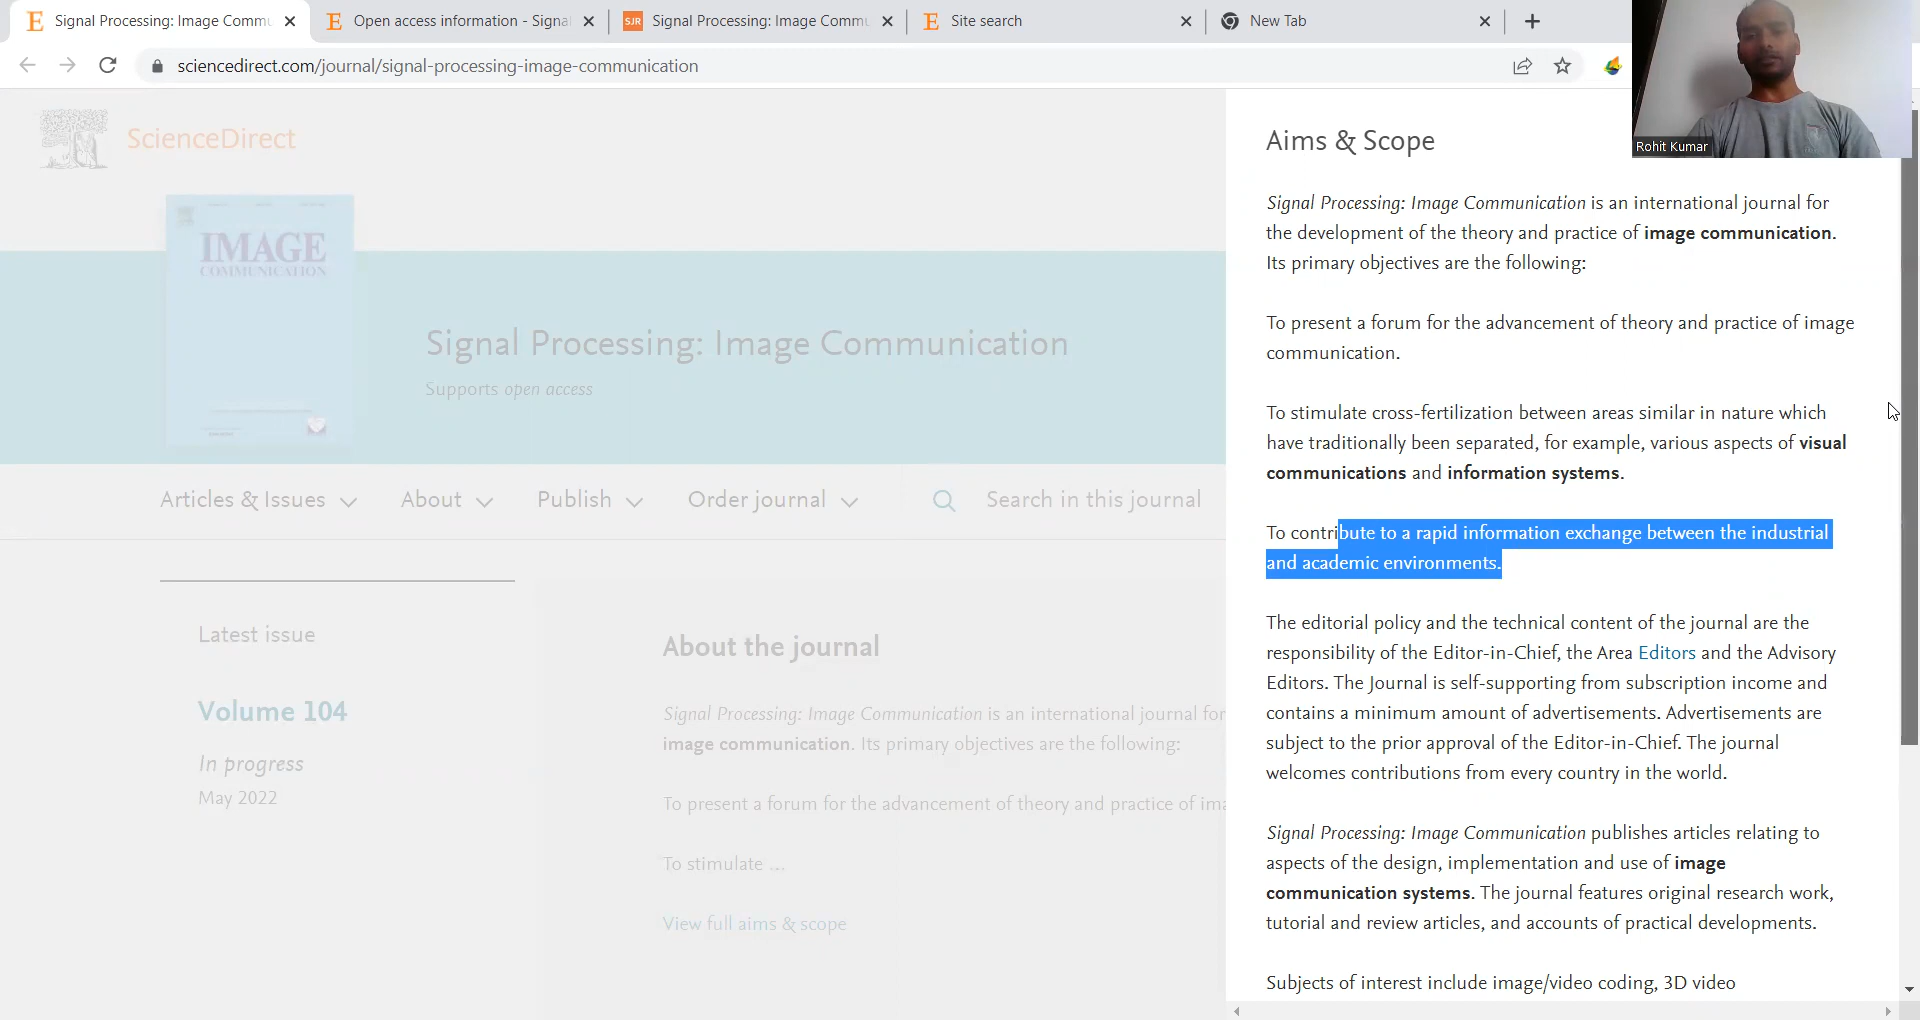 Signal Processing: Image Commu
Open access information - Signal
SJR
Signal Processing: Image Commu
Site search
New Tab
sciencedirect.com/journal/signal-processing-image-communication
Rohit Kumar
ScienceDirect
IMAGE
COMMUNICATION
Signal Processing: Image Communication
Supports open access
Articles & Issues
About
Publish
Order journal
Search in this journal
Latest issue
Volume 104
In progress
May 2022
About the journal
Signal Processing: Image Communication is an international journal for
image communication. Its primary objectives are the following:
To present a forum for the advancement of theory and practice of ima
To stimulate ...
View full aims & scope
Aims & Scope
Signal Processing: Image Communication is an international journal for
the development of the theory and practice of image communication.
Its primary objectives are the following:
To present a forum for the advancement of theory and practice of image
communication.
To stimulate cross-fertilization between areas similar in nature which
have traditionally been separated, for example, various aspects of visual
communications and information systems.
To contribute to a rapid information exchange between the industrial
and academic environments.
The editorial policy and the technical content of the journal are the
responsibility of the Editor-in-Chief, the Area Editors and the Advisory
Editors. The Journal is self-supporting from subscription income and
contains a minimum amount of advertisements. Advertisements are
subject to the prior approval of the Editor-in-Chief. The journal
welcomes contributions from every country in the world.
Signal Processing: Image Communication publishes articles relating to
aspects of the design, implementation and use of image
communication systems. The journal features original research work,
tutorial and review articles, and accounts of practical developments.
Subjects of interest include image/video coding, 3D video